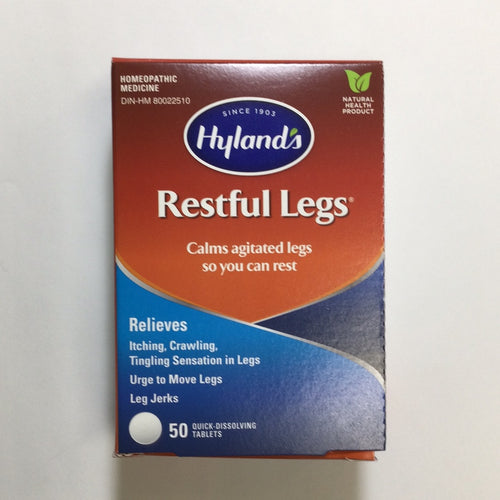 HOMEOPATHIC
MEDICINE
DIN-HM 80022510
NATURAL
HEALTH
PRODUCT
SINCE 1903
Hyland's
Restful Legs®
Calms agitated legs
so you can rest
Relieves
Itching, Crawling,
Tingling Sensation in Legs
Urge to Move Legs
Leg Jerks
50 QUICK-DISSOLVING
TABLETS